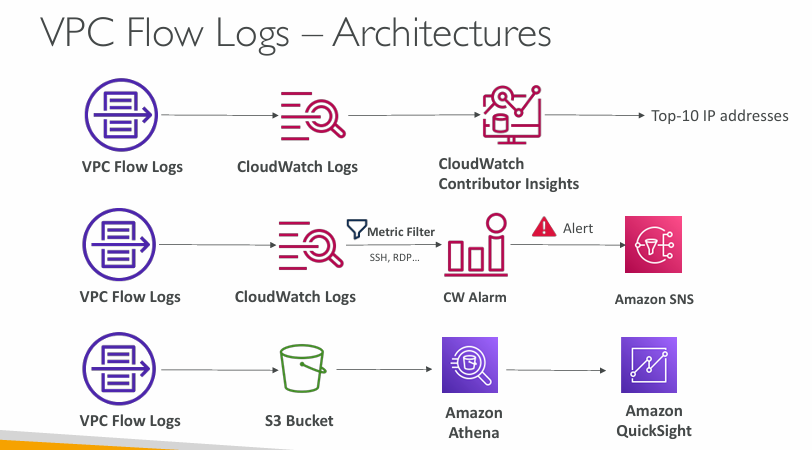 VPC Flow Logs – Architectures
Top-10 IP addresses
VPC Flow Logs
CloudWatch Logs
CloudWatch
Contributor Insights
Metric Filter
Alert
SSH, RDP...
VPC Flow Logs
CloudWatch Logs
CW Alarm
Amazon SNS
VPC Flow Logs
S3 Bucket
Amazon
Athena
Amazon
QuickSight